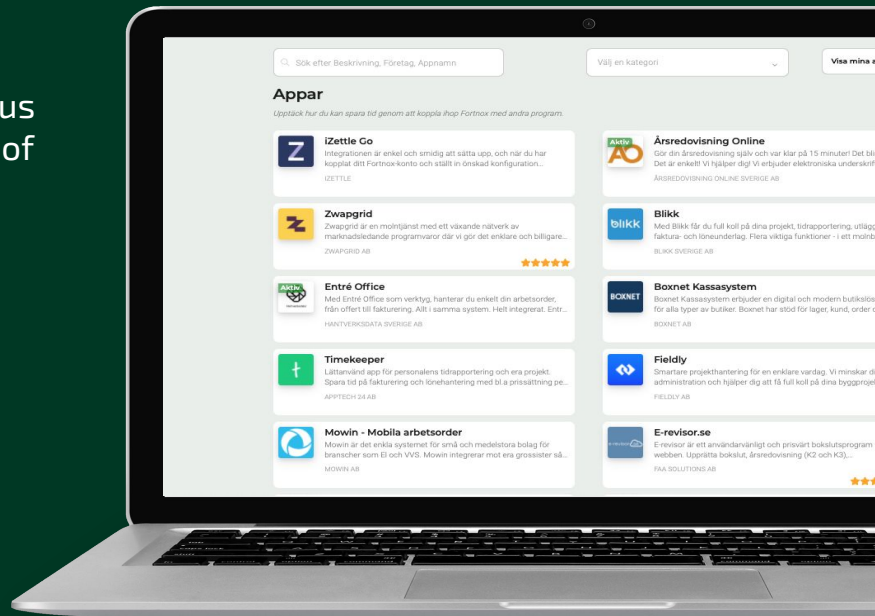 us
of
Sök efter Beskrivning, Företag, Appnamn
Välj en kategori
Visa mina a
Appar
Upptäck hur du kan spara tid genom att koppla ihop Fortnox med andra program.
iZettle Go
Integrationen är enkel och smidig att sätta upp, och när du har
kopplat ditt Fortnox-konto och ställt in önskad konfiguration...
IZETTLE
Aktiv
Årsredovisning Online
Gör din årsredovisning själv och var klar på 15 minuter! Det bli
Det är enkelt! Vi hjälper dig! Vi erbjuder elektroniska underskrif
ÅRSREDOVISNING ONLINE SVERIGE AB
Zwapgrid
Zwapgrid är en molntjänst med ett växande nätverk av
marknadsledande programvaror där vi gör det enklare och billigare...
ZWAPGRID AB
blikk
Blikk
Med Blikk får du full koll på dina projekt, tidrapportering, utlägg
faktura- och löneunderlag. Flera viktiga funktioner - i ett molnb
BLIKK SVERIGE AB
Aktiv
Entré Office
Med Entré Office som verktyg, hanterar du enkelt din arbetsorder,
från offert till fakturering. Allt i samma system. Helt integrerat. Entr...
HANTVERKSDATA SVERIGE AB
BOXNET
Boxnet Kassasystem
Boxnet Kassasystem erbjuder en digital och modern butikslös
för alla typer av butiker. Boxnet har stöd för lager, kund, order o
BOXNET AB
Timekeeper
Lättanvänd app för personalens tidrapportering och era projekt.
Spara tid på fakturering och lönehantering med bl.a prissättning pe...
APPTECH 24 AB
Fieldly
Smartare projekthantering för en enklare vardag. Vi minskar di
administration och hjälper dig att få full koll på dina byggprojek
FIELDLY AB
Mowin - Mobila arbetsorder
Mowin är det enkla systemet för små och medelstora bolag för
branscher som El och VVS. Mowin integrerar mot era grossister så...
MOWIN AB
E-revisor.se
E-revisor är ett användarvänligt och prisvärt bokslutsprogram
webben. Upprätta bokslut, årsredovisning (K2 och K3),...
FAA SOLUTIONS AB